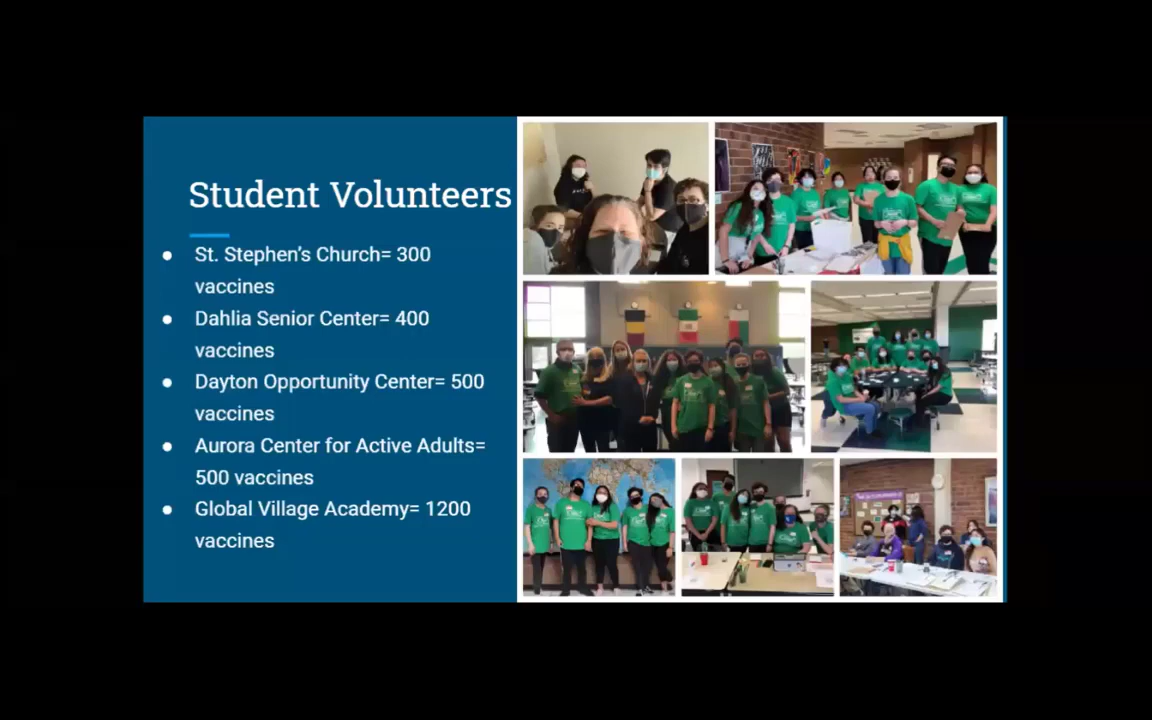 Student Volunteers
● St. Stephen's Church= 300
vaccines
● Dahlia Senior Center= 400
vaccines
● Dayton Opportunity Center= 500
vaccines
● Aurora Center for Active Adults=
500 vaccines
● Global Village Academy= 1200
vaccines